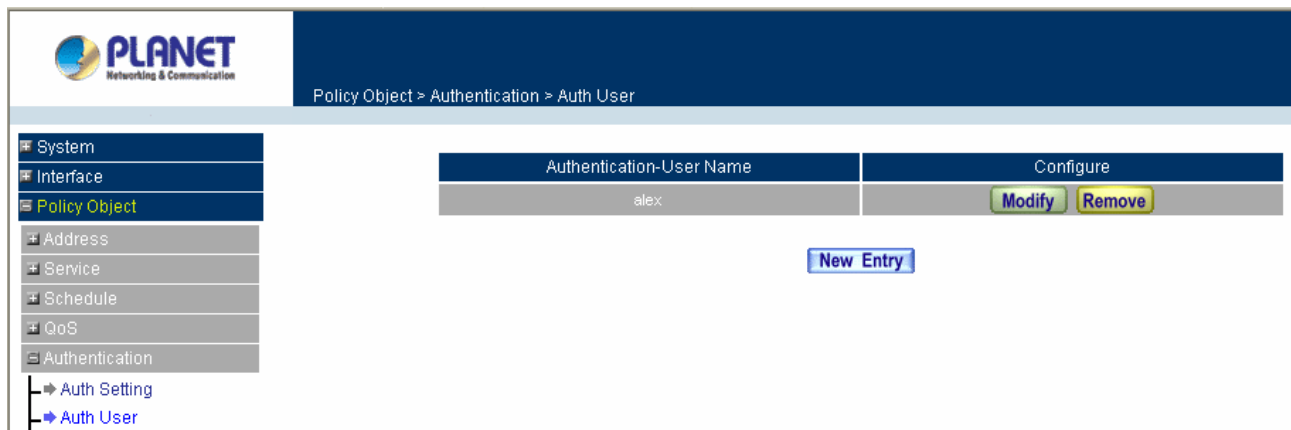 PLANET
Networking & Communication
Policy Object > Authentication > Auth User
System
Interface
Policy Object
Address
Service
Schedule
QoS
Authentication
Auth Setting
Auth User
Authentication-User Name Configure
alex Modify Remove
New Entry